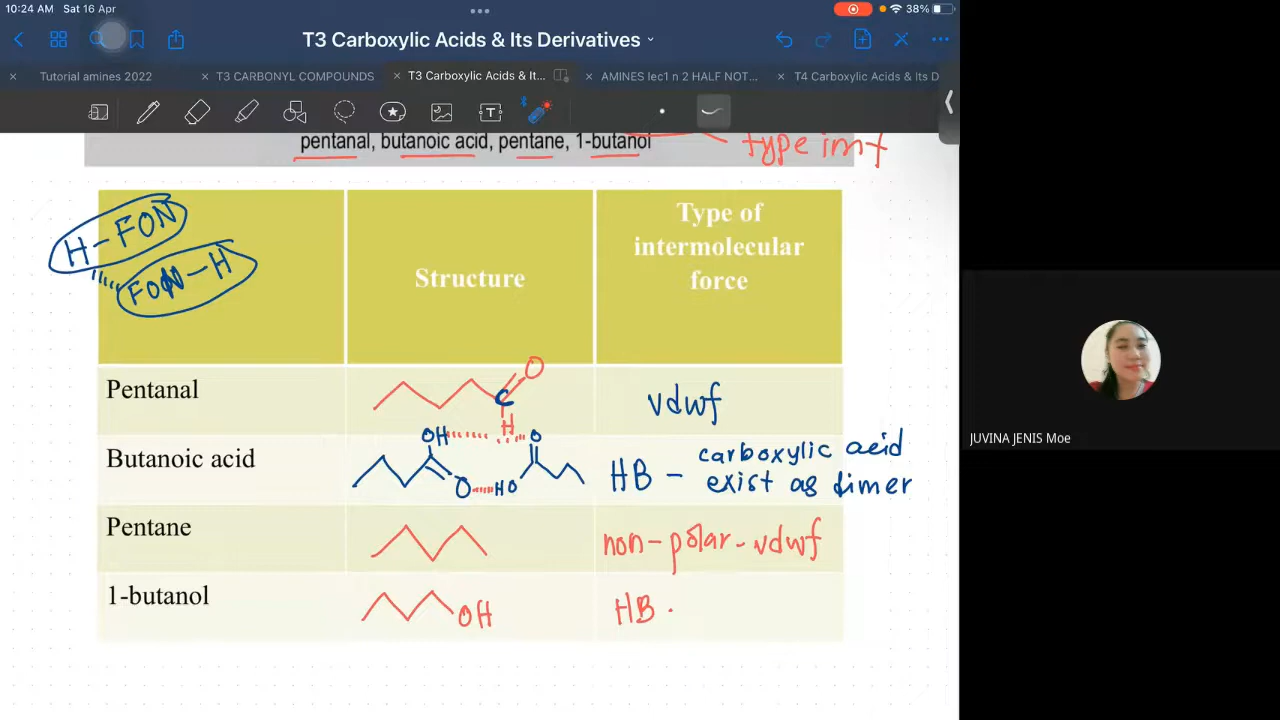 10:24 AM Sat 16 Apr
38%
T3 Carboxylic Acids & Its Derivatives
Tutorial amines 2022
T3 CARBONYL COMPOUNDS
T3 Carboxylic Acids & It...
AMINES lec1 n 2 HALF NOT...
T4 Carboxylic Acids & Its D
pentanal, butanoic acid, pentane, 1-butanol
type imf
H-FON
FON-H
Structure
Type of
intermolecular
force
Pentanal
C
O
H
vdwf
Butanoic acid
OH
O
O
HO
HB - carboxylic acid
exist as dimer
Pentane
non-polar - vdwf
1-butanol
OH
HB .
JUVINA JENIS Moe